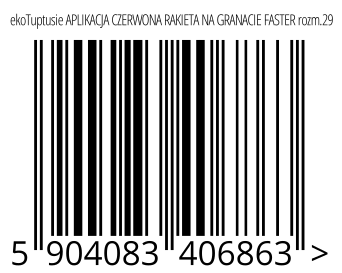 ekoTuptusie APLIKACJA CZERWONA RAKIETA NA GRANACIE FASTER rozm.29
5 904083 406863 >